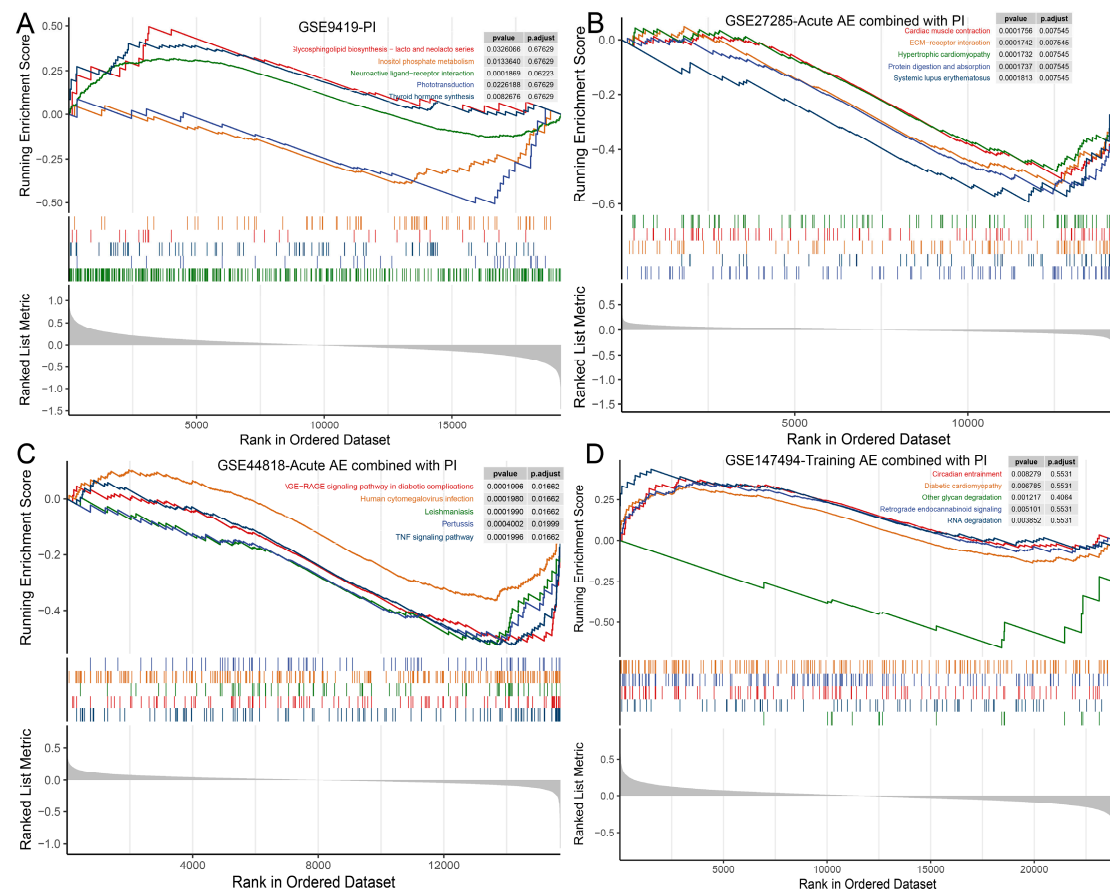 A
GSE9419-PI
pvalue p.adjust
Glycosphingolipid biosynthesis − lacto and neolacto series 0.0326066 0.67629
Inositol phosphate metabolism 0.0133640 0.67629
Neuroactive ligand−receptor interaction 0.0001869 0.06223
Phototransduction 0.0226188 0.67629
Thyroid hormone synthesis 0.0082676 0.67629
Running Enrichment Score
0.50
0.25
0.00
−0.25
−0.50
Ranked List Metric
1.0
0.5
0.0
−0.5
−1.0
−1.5
5000 10000 15000
Rank in Ordered Dataset
B
GSE27285-Acute AE combined with PI
pvalue p.adjust
Cardiac muscle contraction 0.0001756 0.007545
ECM−receptor interaction 0.0001742 0.007646
Hypertrophic cardiomyopathy 0.0001732 0.007545
Protein digestion and absorption 0.0001737 0.007545
Systemic lupus erythematosus 0.0001813 0.007545
Running Enrichment Score
0.0
−0.2
−0.4
−0.6
Ranked List Metric
0.5
0.0
−0.5
−1.0
−1.5
5000 10000
Rank in Ordered Dataset
C
GSE44818-Acute AE combined with PI
pvalue p.adjust
AGE−RAGE signaling pathway in diabetic complications 0.0001996 0.01662
Human cytomegalovirus infection 0.0001980 0.01662
Leishmaniasis 0.0001990 0.01662
Pertussis 0.0004002 0.01999
TNF signaling pathway 0.0001996 0.01662
Running Enrichment Score
0.0
−0.2
−0.4
Ranked List Metric
0.5
0.0
−0.5
−1.0
4000 8000 12000
Rank in Ordered Dataset
D
GSE147494-Training AE combined with PI
pvalue p.adjust
Circadian entrainment 0.008279 0.5531
Diabetic cardiomyopathy 0.006785 0.5531
Other glycan degradation 0.001217 0.4064
Retrograde endocannabinoid signaling 0.005101 0.5531
RNA degradation 0.003852 0.5531
Running Enrichment Score
0.25
0.00
−0.25
−0.50
Ranked List Metric
0.5
0.0
−0.5
5000 10000 15000 20000
Rank in Ordered Dataset